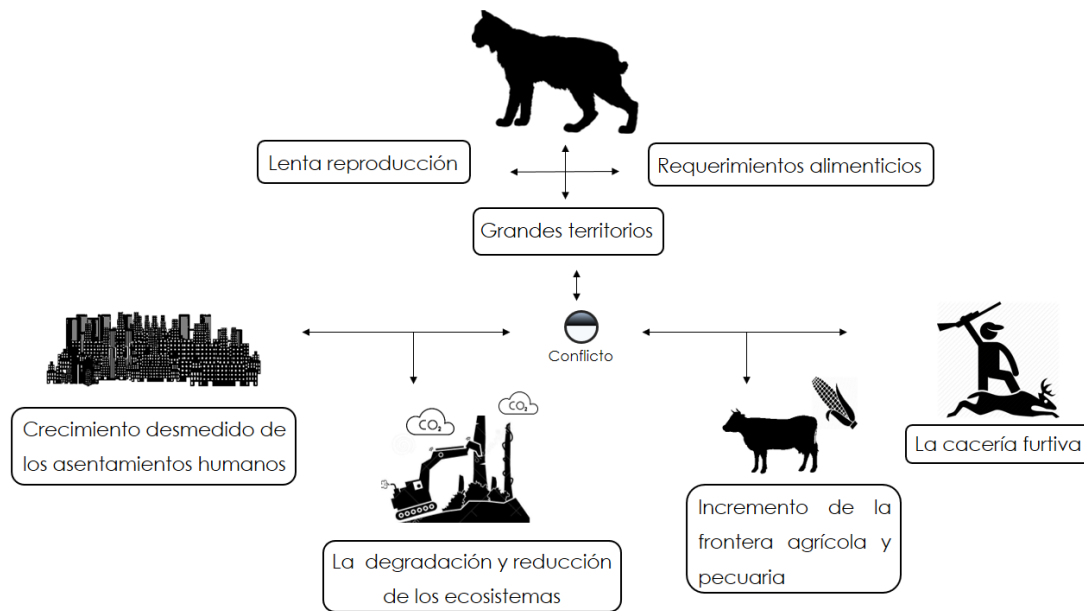 Lenta reproducción
Requerimientos alimenticios
Grandes territorios
Conflicto
Crecimiento desmedido de
los asentamientos humanos
CO₂
CO₂
La degradación y reducción
de los ecosistemas
Incremento de la
frontera agrícola y
pecuaria
La cacería furtiva